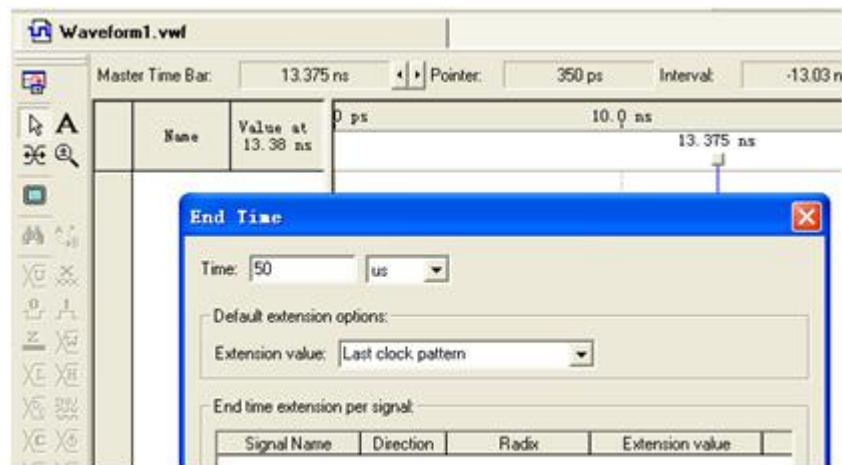 Waveform1.vwf
Master Time Bar: 13.375 ns Pointer: 350 ps Interval: -13.03 n
A
Name Value at 13.38 ns 0 ps 10.0 ns
13.375 ns
End Time
Time: 50 us
Default extension options:
Extension value: Last clock pattern
End time extension per signal:
Signal Name Direction Radix Extension value